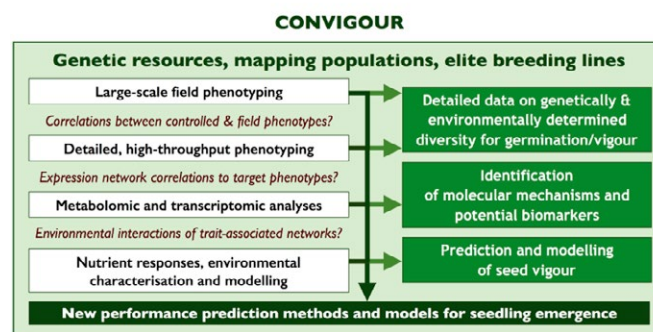 CONVIGOUR
Genetic resources, mapping populations, elite breeding lines
Large-scale field phenotyping
Correlations between controlled & field phenotypes?
Detailed, high-throughput phenotyping
Expression network correlations to target phenotypes?
Metabolomic and transcriptomic analyses
Environmental interactions of trait-associated networks?
Nutrient responses, environmental
characterisation and modelling
Detailed data on genetically &
environmentally determined
diversity for germination/vigour
Identification
of molecular mechanisms and
potential biomarkers
Prediction and modelling
of seed vigour
New performance prediction methods and models for seedling emergence